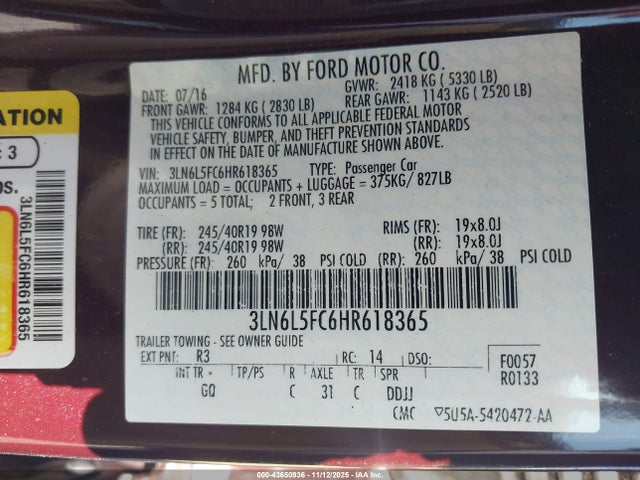 MFD. BY FORD MOTOR CO.
DATE: 07/16
GVWR: 2418 KG ( 5330 LB)
FRONT GAWR: 1284 KG ( 2830 LB)
REAR GAWR: 1143 KG ( 2520 LB)
THIS VEHICLE CONFORMS TO ALL APPLICABLE FEDERAL MOTOR
VEHICLE SAFETY, BUMPER, AND THEFT PREVENTION STANDARDS
IN EFFECT ON THE DATE OF MANUFACTURE SHOWN ABOVE.
VIN: 3LN6L5FC6HR618365 TYPE: Passenger Car
MAXIMUM LOAD = OCCUPANTS + LUGGAGE = 375KG/ 827LB
OCCUPANTS = 5 TOTAL; 2 FRONT, 3 REAR
TIRE (FR): 245/40R19 98W RIMS (FR): 19x8.0J
(RR): 245/40R19 98W (RR): 19x8.0J
PRESSURE (FR): 260 kPa/ 38 PSI COLD (RR): 260 kPa/ 38 PSI COLD
3LN6L5FC6HR618365
TRAILER TOWING - SEE OWNER GUIDE
EXT PNT: R3 RC: 14 DSO: F0057
R0133
INT TR TP/PS R AXLE TR SPR
GQ C 31 C DDJJ
CMC 5U5A-5420472-AA
ATION
: 3
os.
3LN6L5FC6HR618365
000-43650936 - 11/12/2025 - IAAI.COM